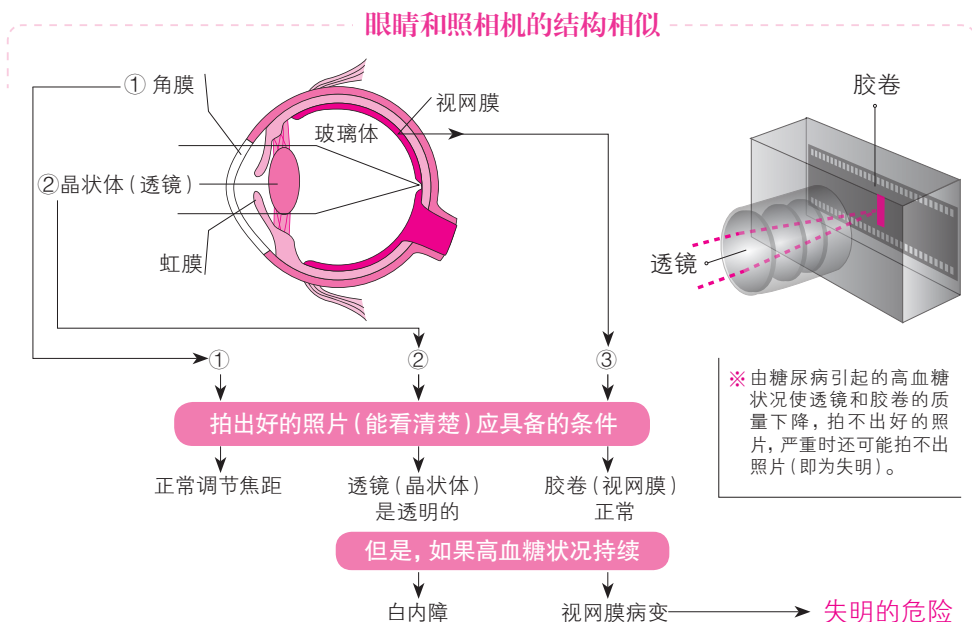 眼睛和照相机的结构相似
① 角膜
视网膜
玻璃体
②晶状体(透镜)
虹膜
胶卷
透镜
①
②
③
拍出好的照片(能看清楚)应具备的条件
正常调节焦距
透镜(晶状体)
是透明的
胶卷(视网膜)
正常
※ 由糖尿病引起的高血糖
状况使透镜和胶卷的质
量下降，拍不出好的照
片，严重时还可能拍不出
照片(即为失明)。
但是，如果高血糖状况持续
白内障
视网膜病变
失明的危险